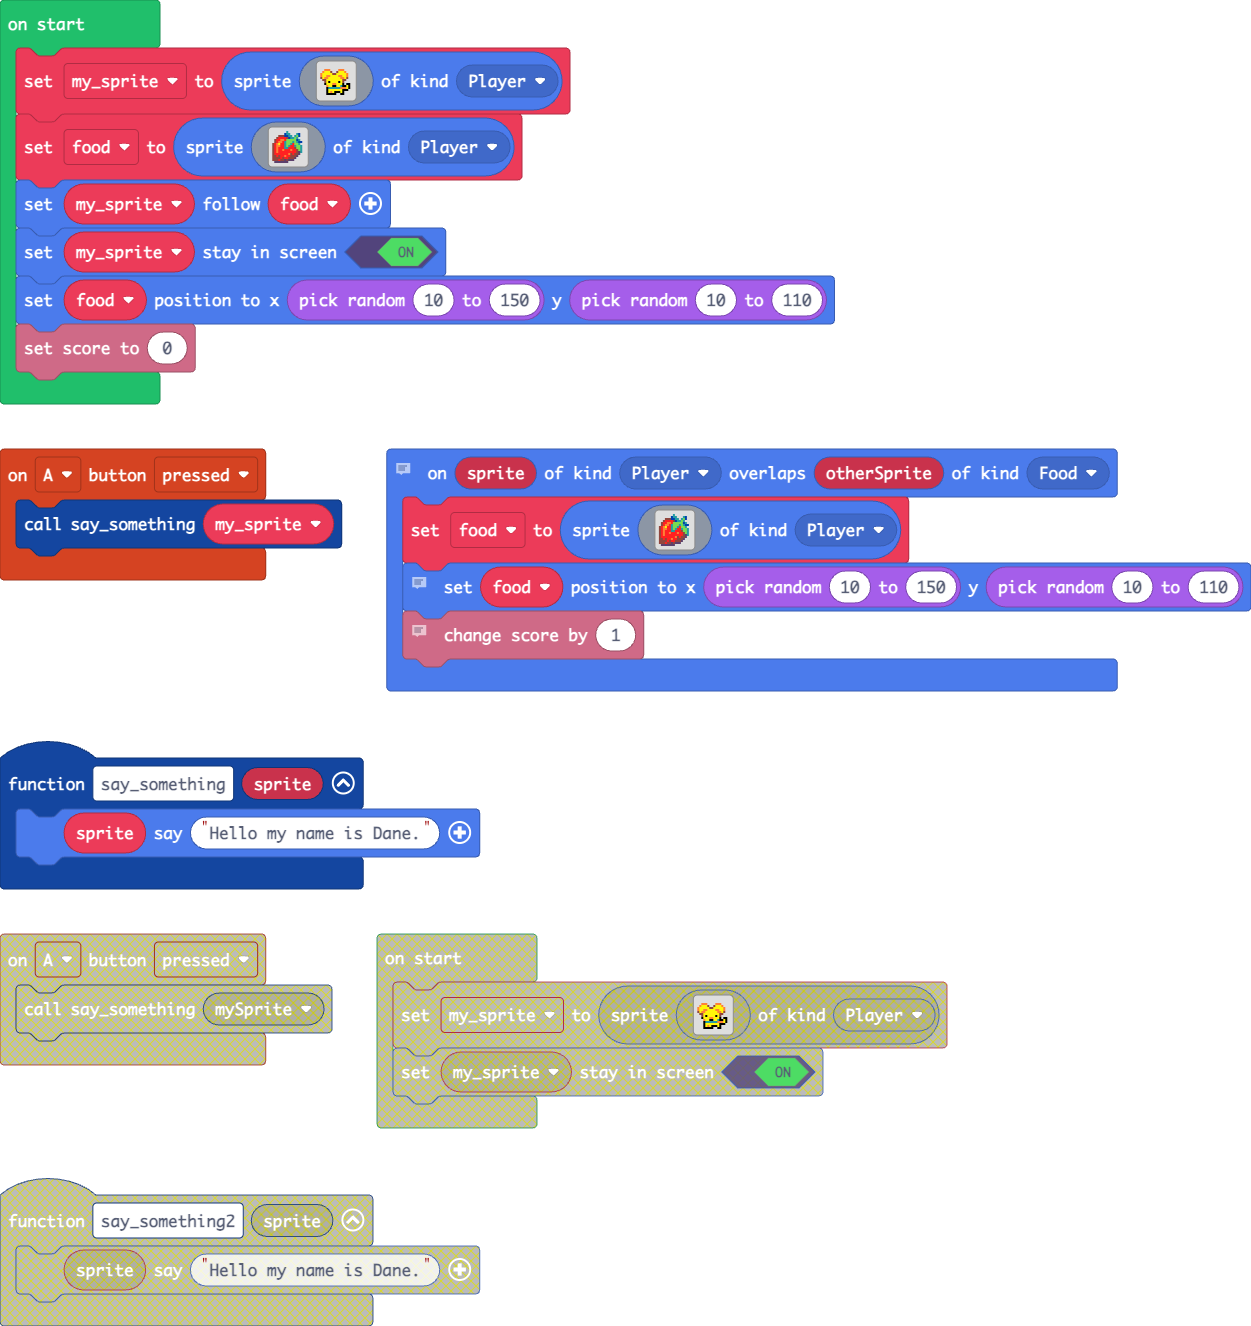 on start
set my_sprite to sprite of kind Player
set food to sprite of kind Player
set my_sprite follow food
set my_sprite stay in screen ON
set food position to x pick random 10 to 150 y pick random 10 to 110
set score to 0
on A button pressed
call say_something my_sprite
on sprite of kind Player overlaps otherSprite of kind Food
set food to sprite of kind Player
set food position to x pick random 10 to 150 y pick random 10 to 110
change score by 1
function say_something sprite
sprite say "Hello my name is Dane."
on A button pressed
call say_something mySprite
on start
set my_sprite to sprite of kind Player
set my_sprite stay in screen ON
function say_something2 sprite
sprite say "Hello my name is Dane."